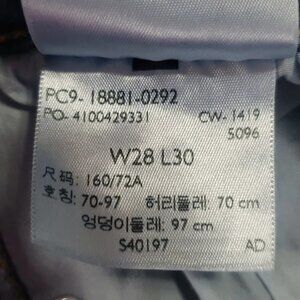 PC9- 18881-0292
PO- 4100429331 CW- 1419
5096
W28 L30
尺码: 160/72A
호칭: 70-97 허리둘레: 70 cm
엉덩이둘레: 97 cm
S40197 AD